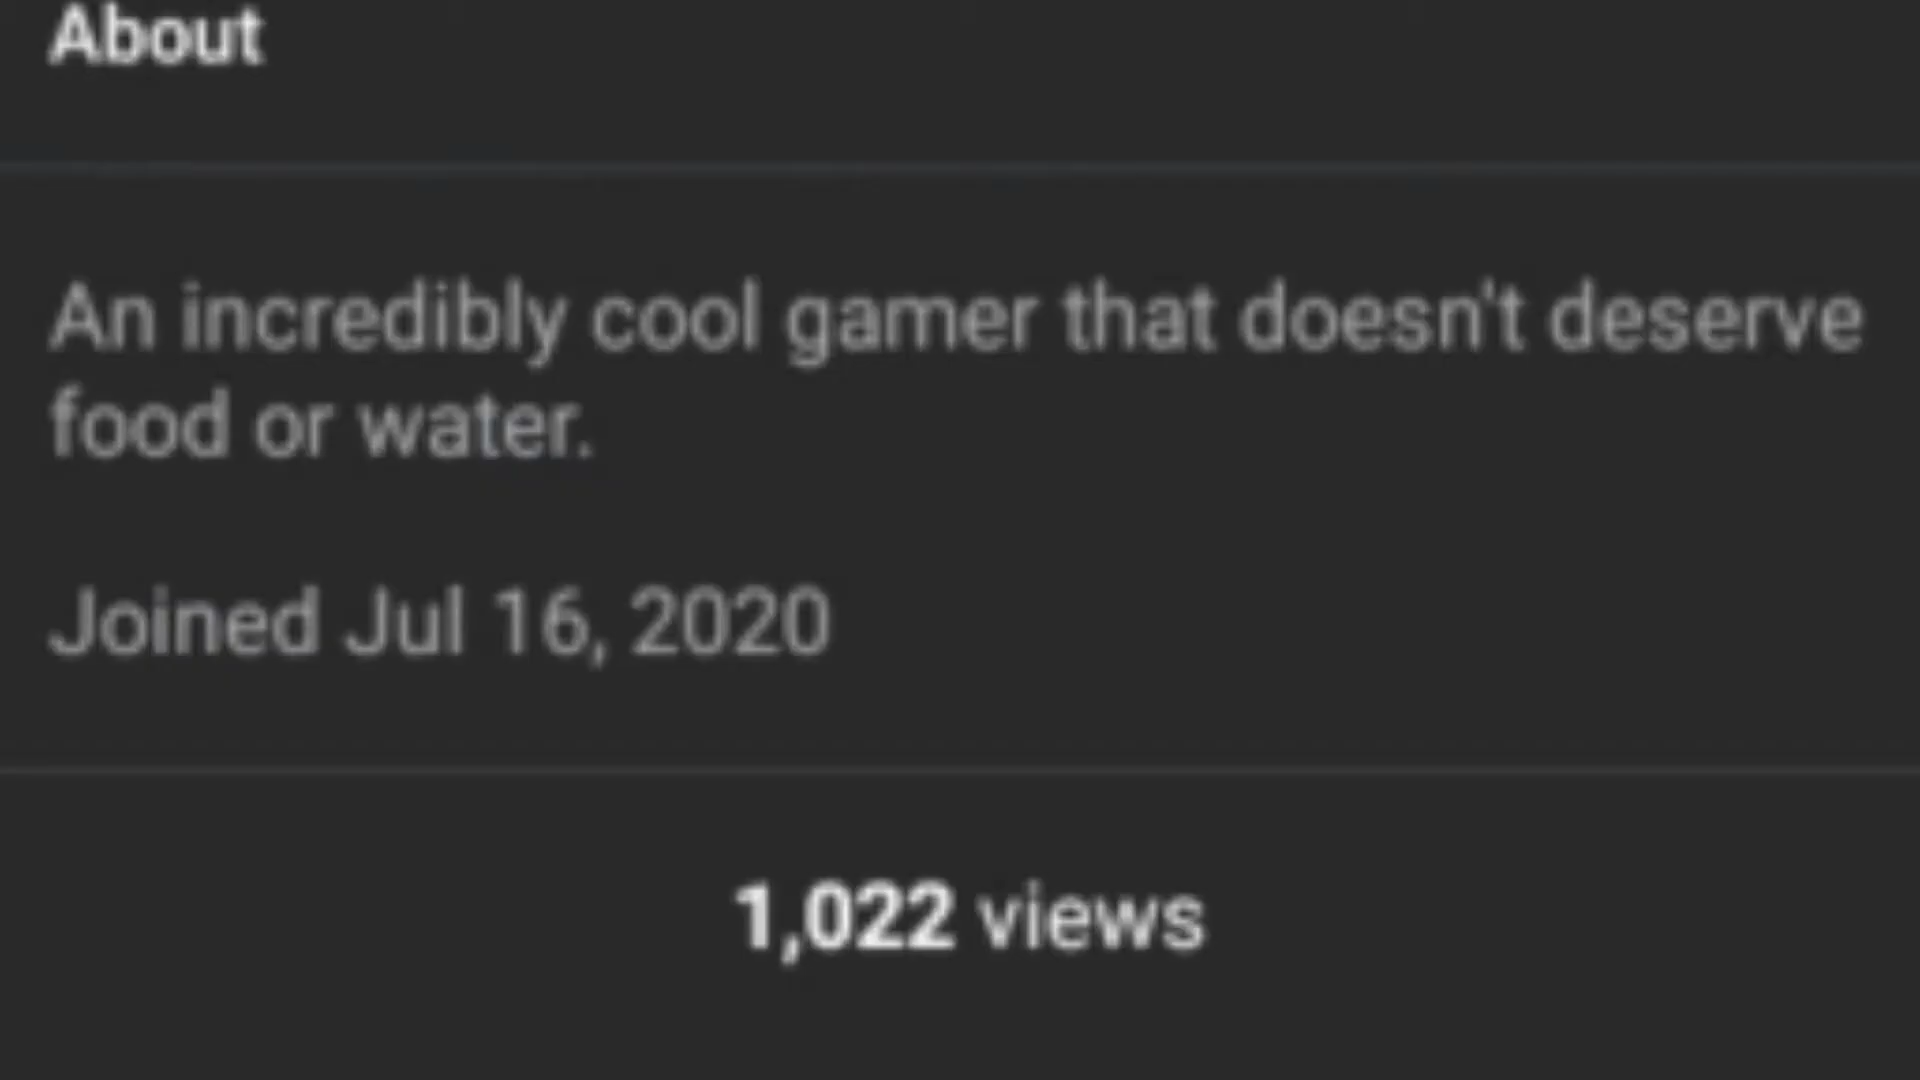 About
An incredibly cool gamer that doesn't deserve
food or water.
Joined Jul 16, 2020
1,022 views